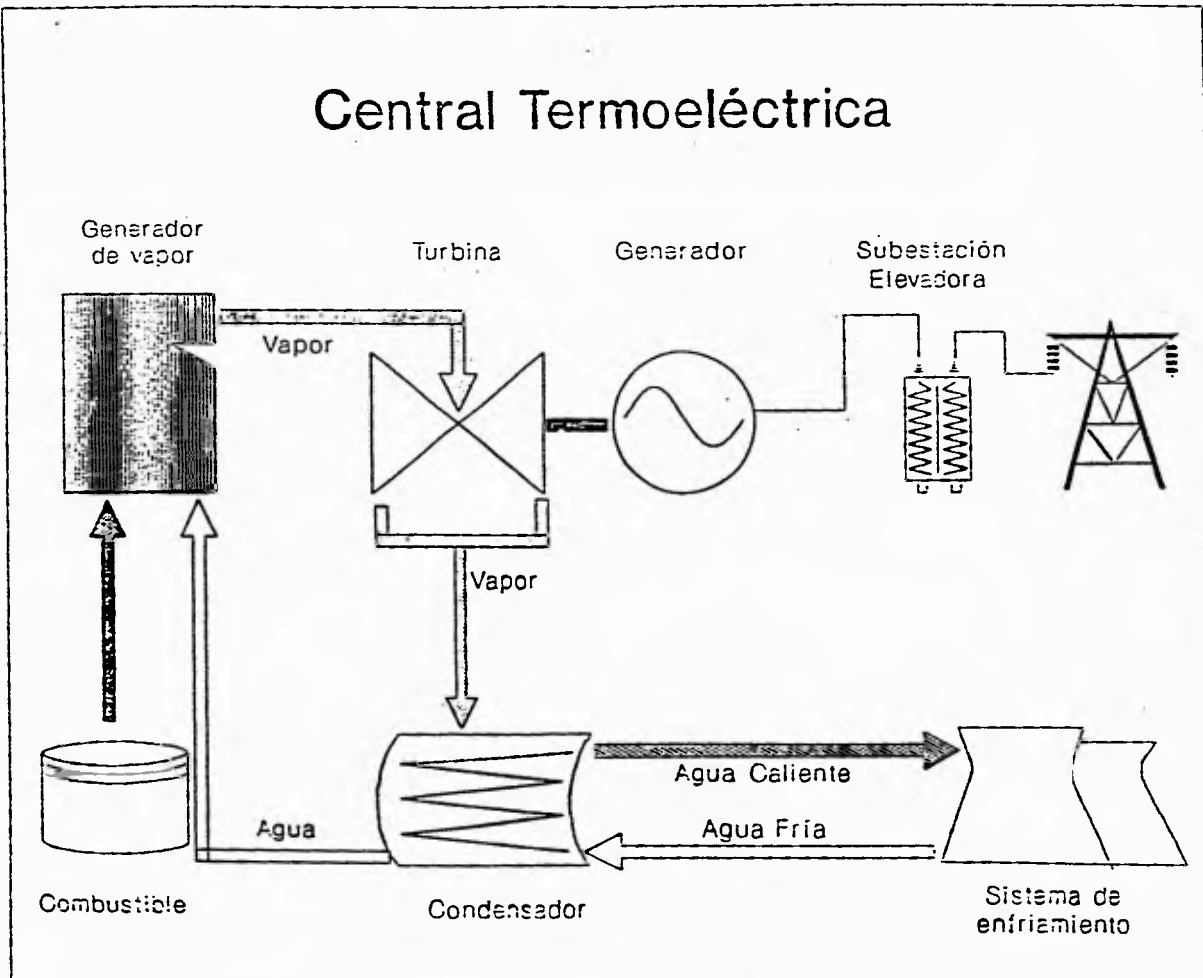 Central Termoeléctrica
Generador
de vapor
Turbina
Generador
Subestación
Elevadora
Vapor
Vapor
Agua Caliente
Agua
Agua Fría
Combustible
Condensador
Sistema de
enfriamiento